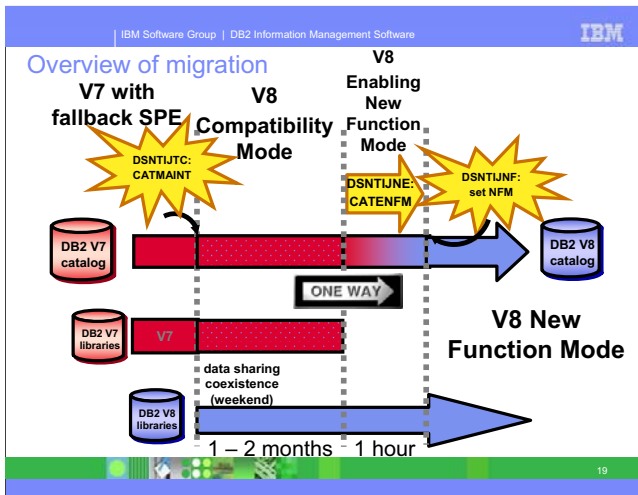 IBM Software Group | DB2 Information Management Software
IBM
Overview of migration
V7 with
fallback SPE
V8
Compatibility
Mode
V8
Enabling
New
Function
Mode
DSNTIJTC:
CATMAINT
DSNTIJNE:
CATENFM
DSNTIJNF:
set NFM
DB2 V7
catalog
DB2 V8
catalog
ONE WAY
DB2 V7
libraries
V7
V8 New
Function Mode
data sharing
coexistence
(weekend)
DB2 V8
libraries
1 – 2 months
1 hour
19